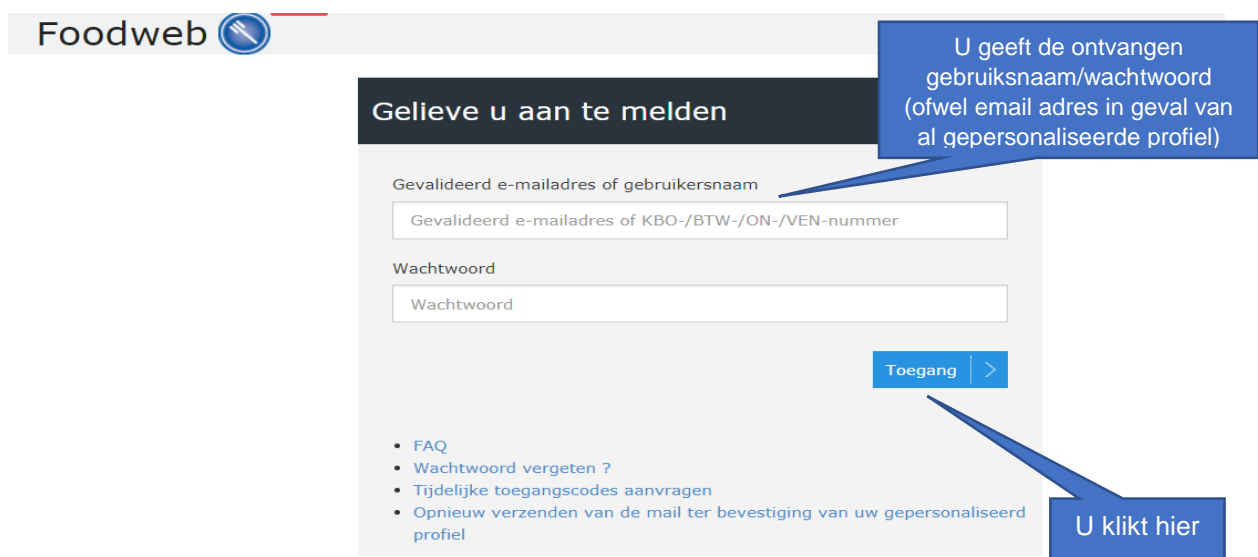 Foodweb
U geeft de ontvangen
gebruiksnaam/wachtwoord
(ofwel email adres in geval van
al gepersonaliseerde profiel)
Gelieve u aan te melden
Gevalideerd e-mailadres of gebruikersnaam
Gevalideerd e-mailadres of KBO-/BTW-/ON-/VEN-nummer
Wachtwoord
Wachtwoord
Toegang
• FAQ
• Wachtwoord vergeten ?
• Tijdelijke toegangscodes aanvragen
• Opnieuw verzenden van de mail ter bevestiging van uw gepersonaliseerd
profiel
U klikt hier